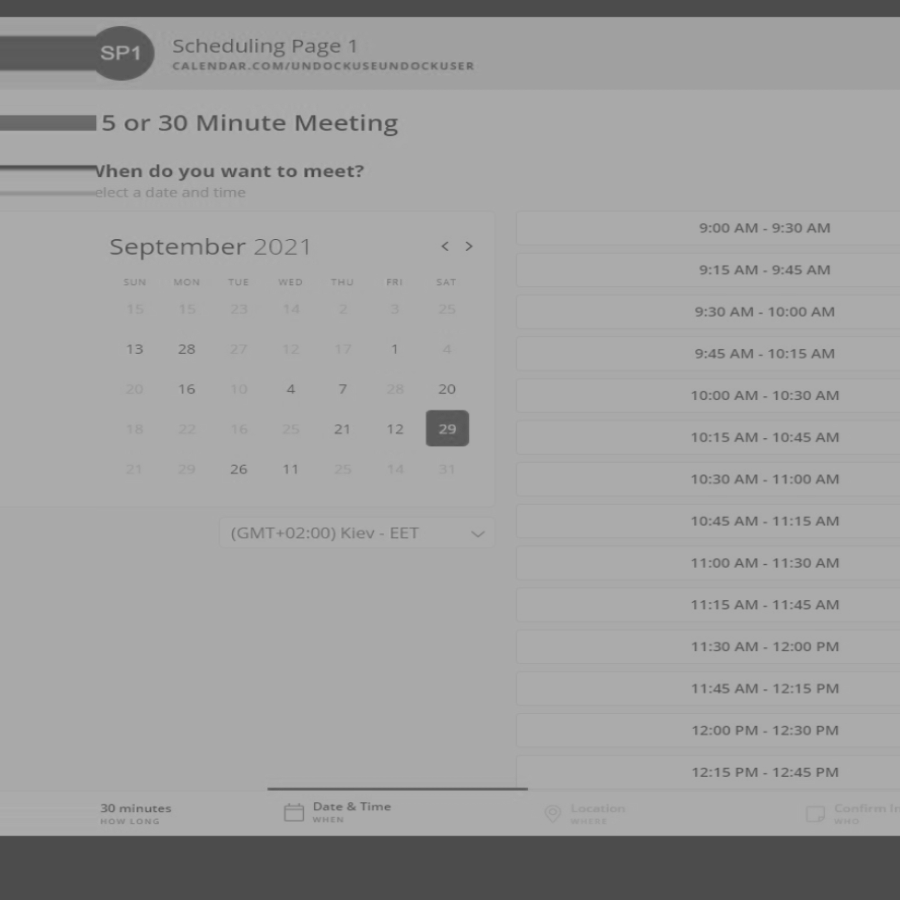 SP1
Scheduling Page 1
CALENDAR.COM/UNDOCKUSEUNDOCKUSER
5 or 30 Minute Meeting
When do you want to meet?
elect a date and time
September 2021
SUN MON TUE WED THU FRI SAT
15 15 23 14 2 3 25
13 28 27 12 17 1 4
20 16 10 4 7 28 20
18 22 16 25 21 12 29
21 29 26 11 25 14 31
(GMT+02:00) Kiev - EET
9:00 AM - 9:30 AM
9:15 AM - 9:45 AM
9:30 AM - 10:00 AM
9:45 AM - 10:15 AM
10:00 AM - 10:30 AM
10:15 AM - 10:45 AM
10:30 AM - 11:00 AM
10:45 AM - 11:15 AM
11:00 AM - 11:30 AM
11:15 AM - 11:45 AM
11:30 AM - 12:00 PM
11:45 AM - 12:15 PM
12:00 PM - 12:30 PM
12:15 PM - 12:45 PM
30 minutes
HOW LONG
Date & Time
WHEN
Location
WHERE
Confirm
WHO